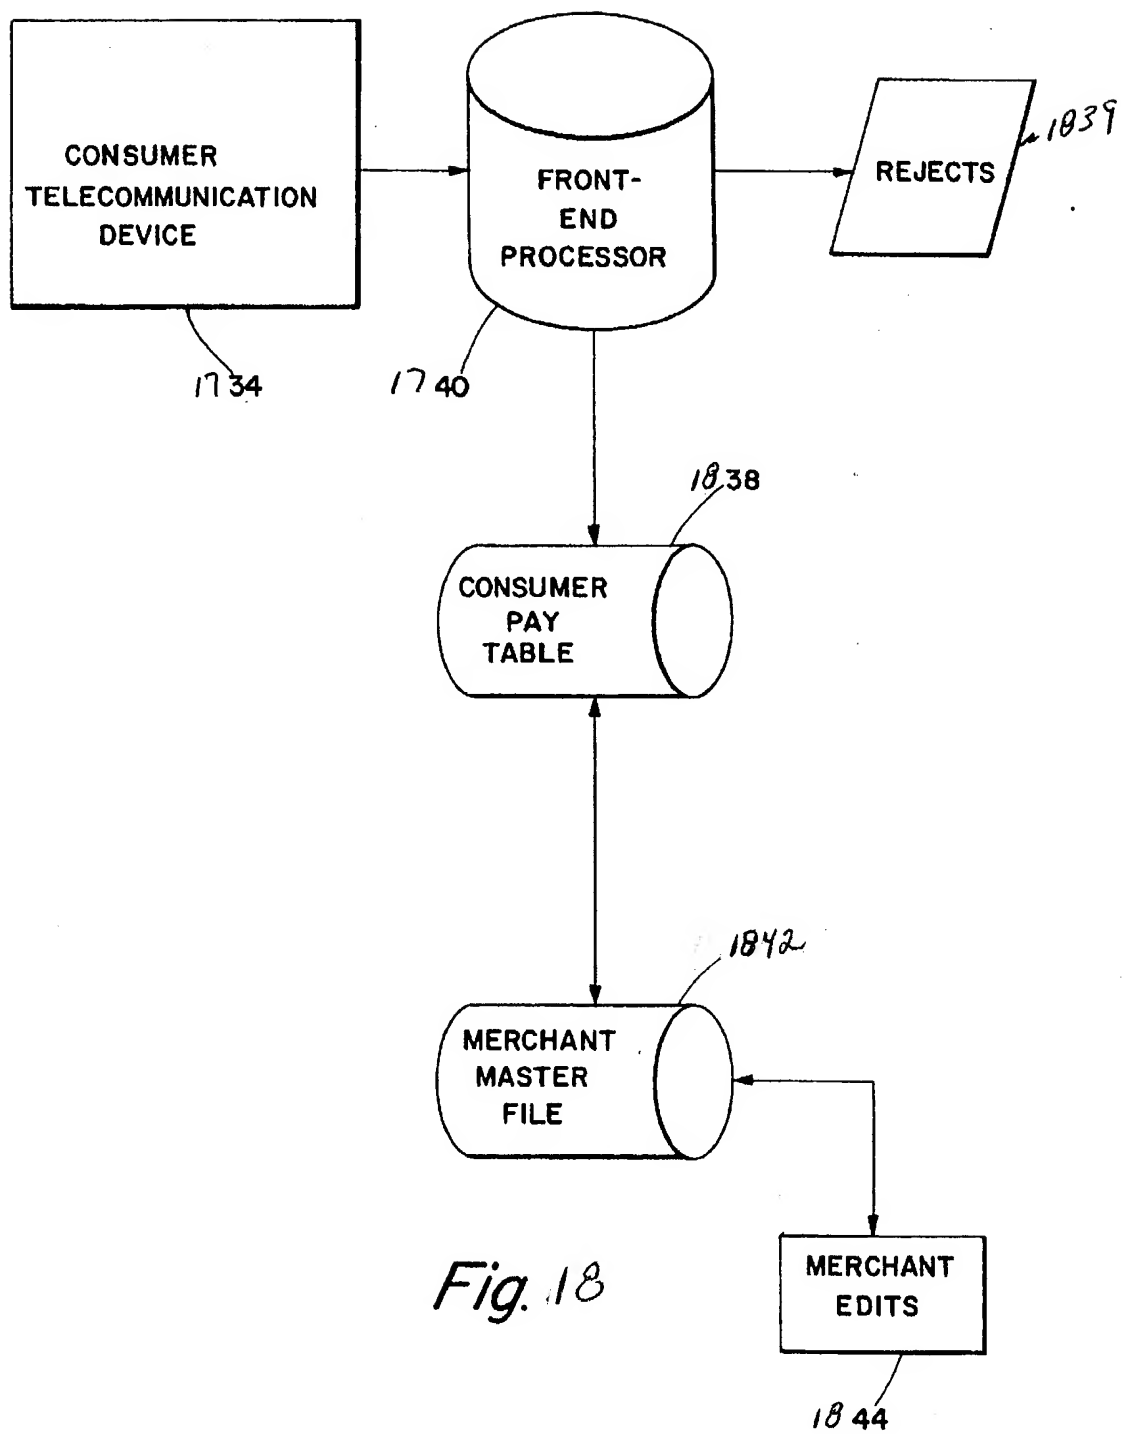 CONSUMER
TELECOMMUNICATION
DEVICE
1734
FRONT-
END
PROCESSOR
1740
REJECTS
1839
1838
CONSUMER
PAY
TABLE
1842
MERCHANT
MASTER
FILE
MERCHANT
EDITS
1844
Fig. 18